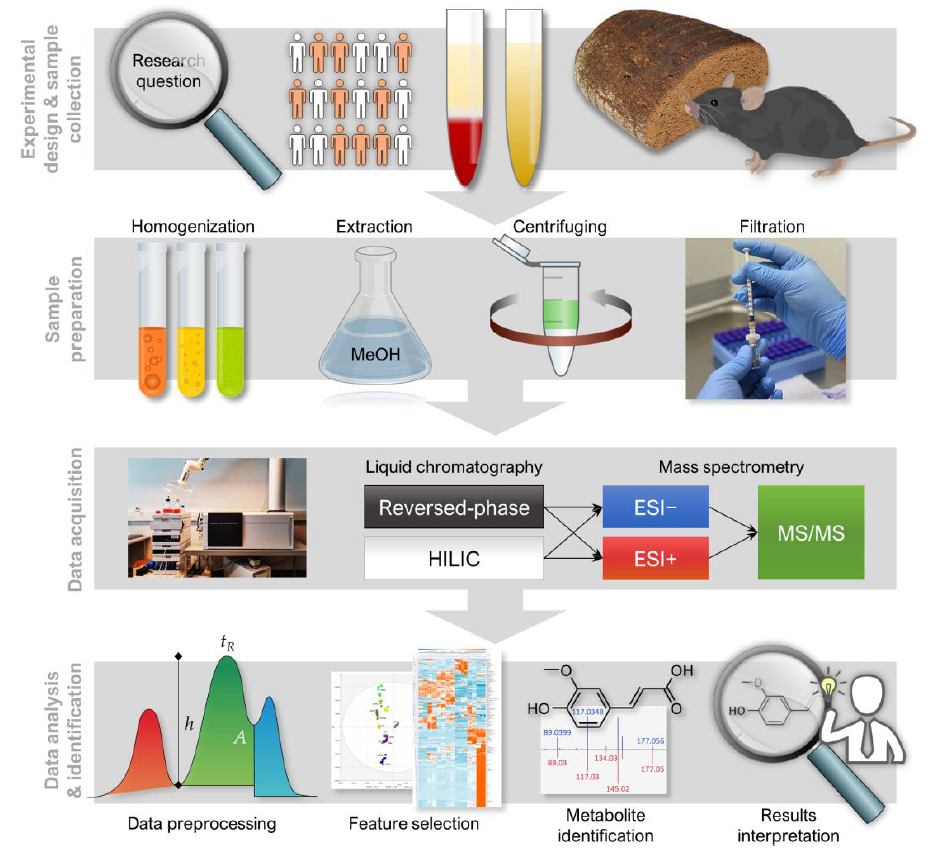 Experimental
design & sample
collection
Research
question
Sample
preparation
Homogenization
Extraction
Centrifuging
Filtration
MeOH
Data acquisition
Liquid chromatography
Mass spectrometry
Reversed-phase
HILIC
ESI−
ESI+
MS/MS
Data analysis
& identification
tR
h
A
O
HO
OH
O
117.0348
89.0399
177.056
89.03
134.03
117.03
177.05
145.02
O
HO
Data preprocessing
Feature selection
Metabolite
identification
Results
interpretation